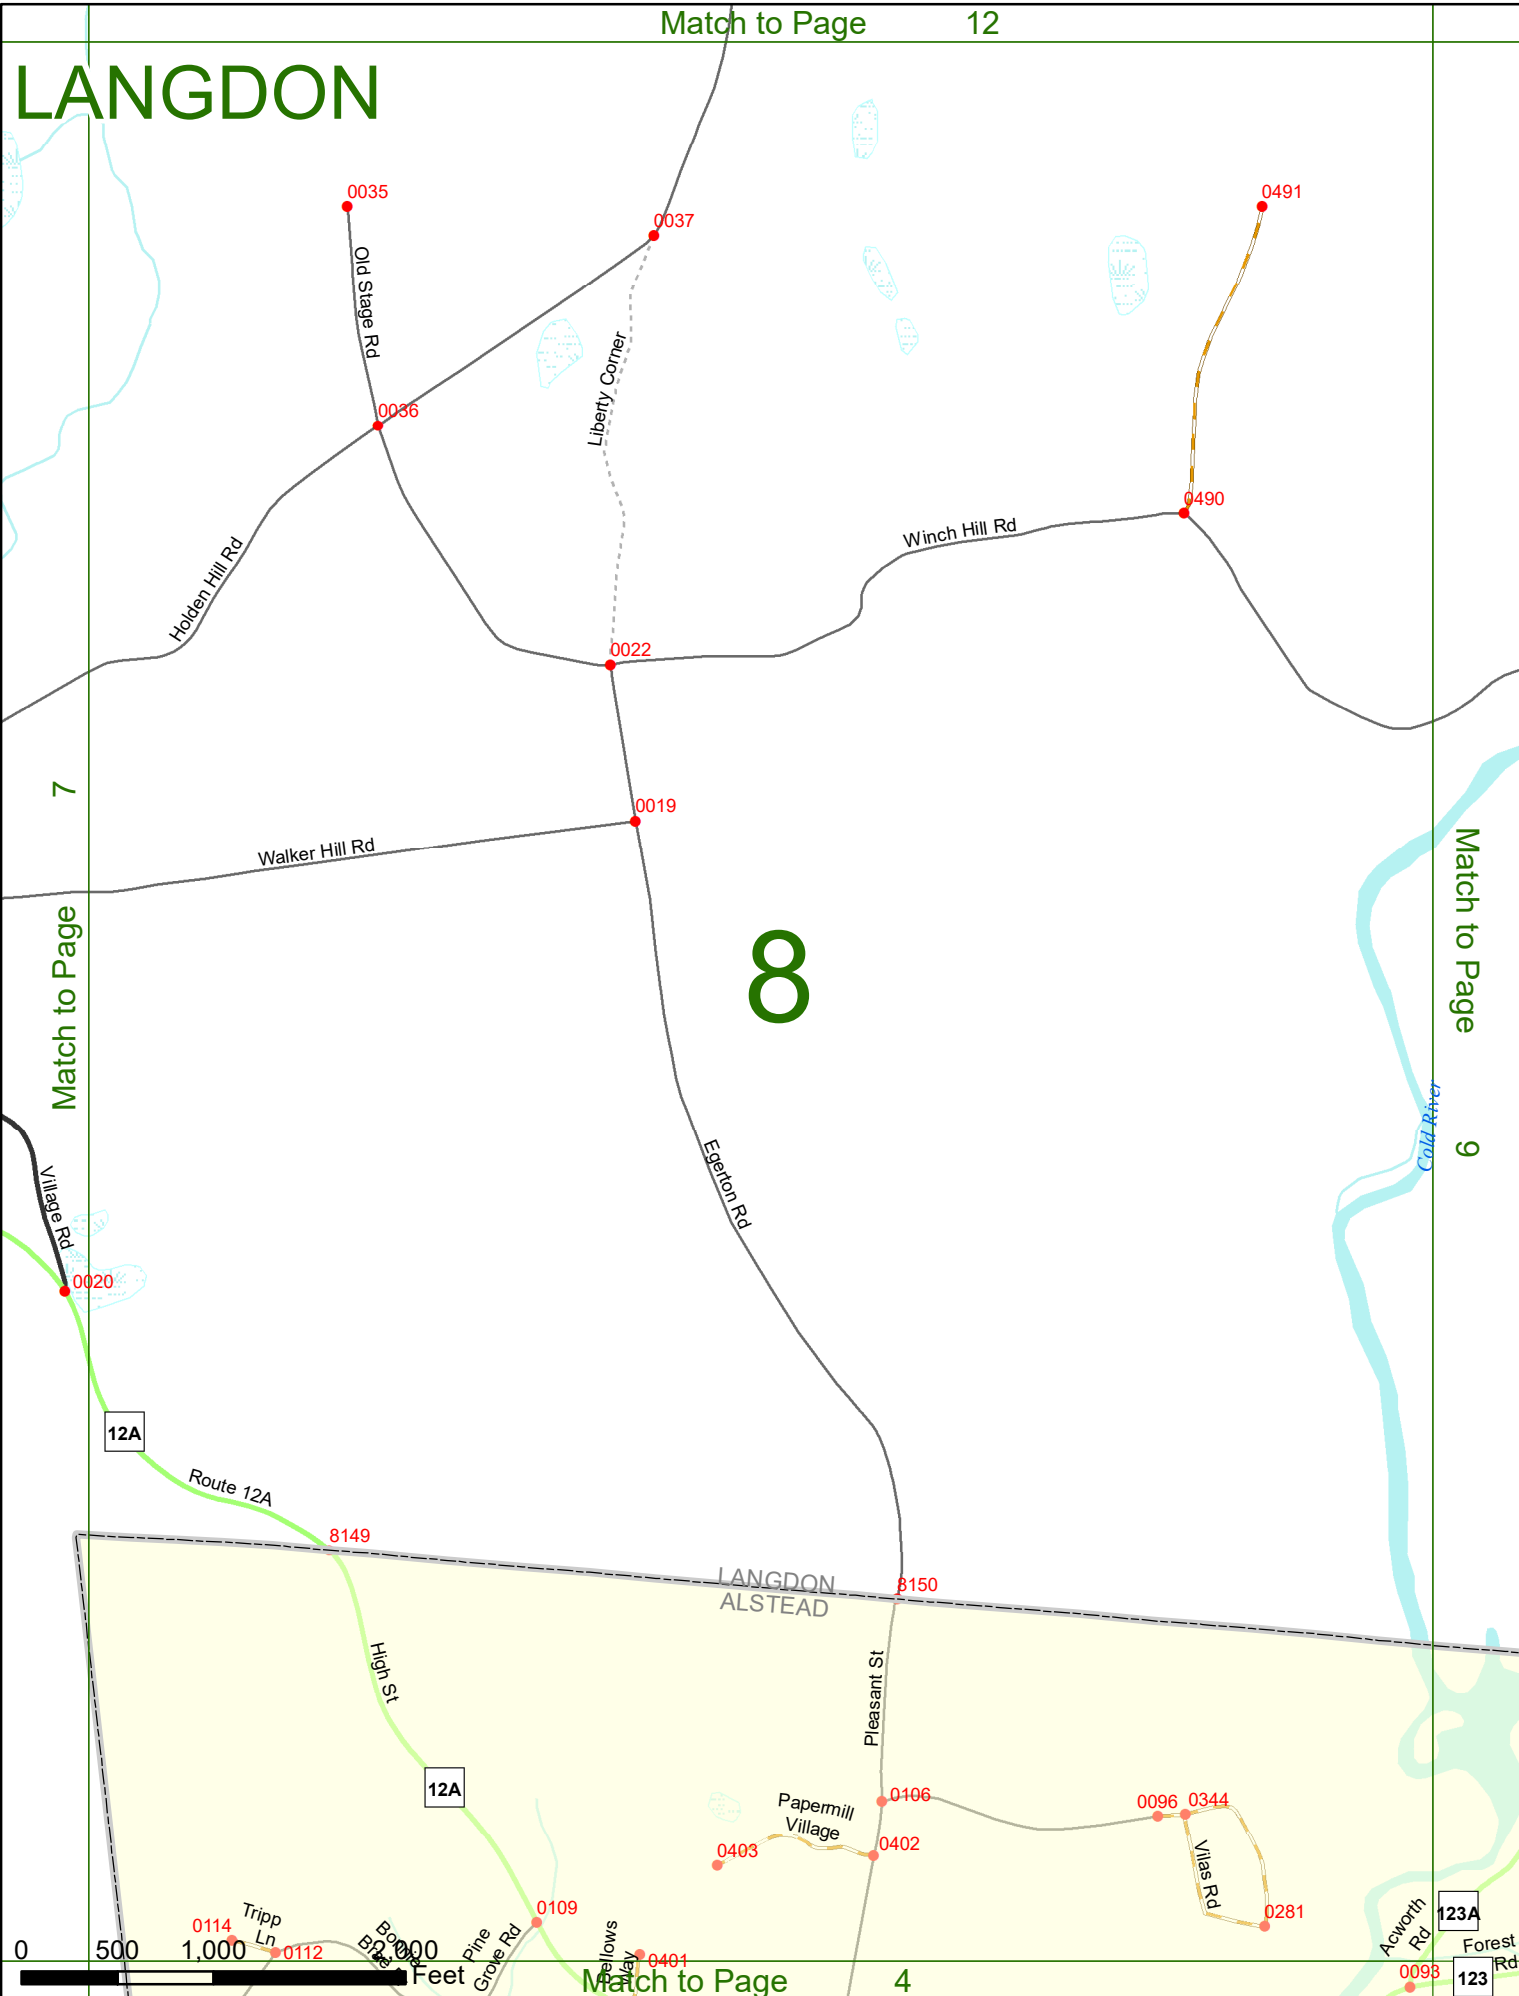 Match to Page 12
LANGDON
0035
0491
0037
Old Stage Rd
Liberty Corner
0036
0490
Winch Hill Rd
Holden Hill Rd
0022
7
0019
Match to Page
Walker Hill Rd
Match to Page
8
Cold River
9
Egerton Rd
Village Rd
0020
12A
Route 12A
8149
LANGDON
8150
ALSTEAD
High St
Pleasant St
12A
0106
Papermill
Village
0096
0344
0402
0403
Vilas Rd
0109
0281
Tripp
Ln
0114
0112
Pine
Grove Rd
Bellows
Way
0401
Acworth
Rd
123A
Forest
Rd
0093
123
0 500 1,000 2,000
Feet
Match to Page 4